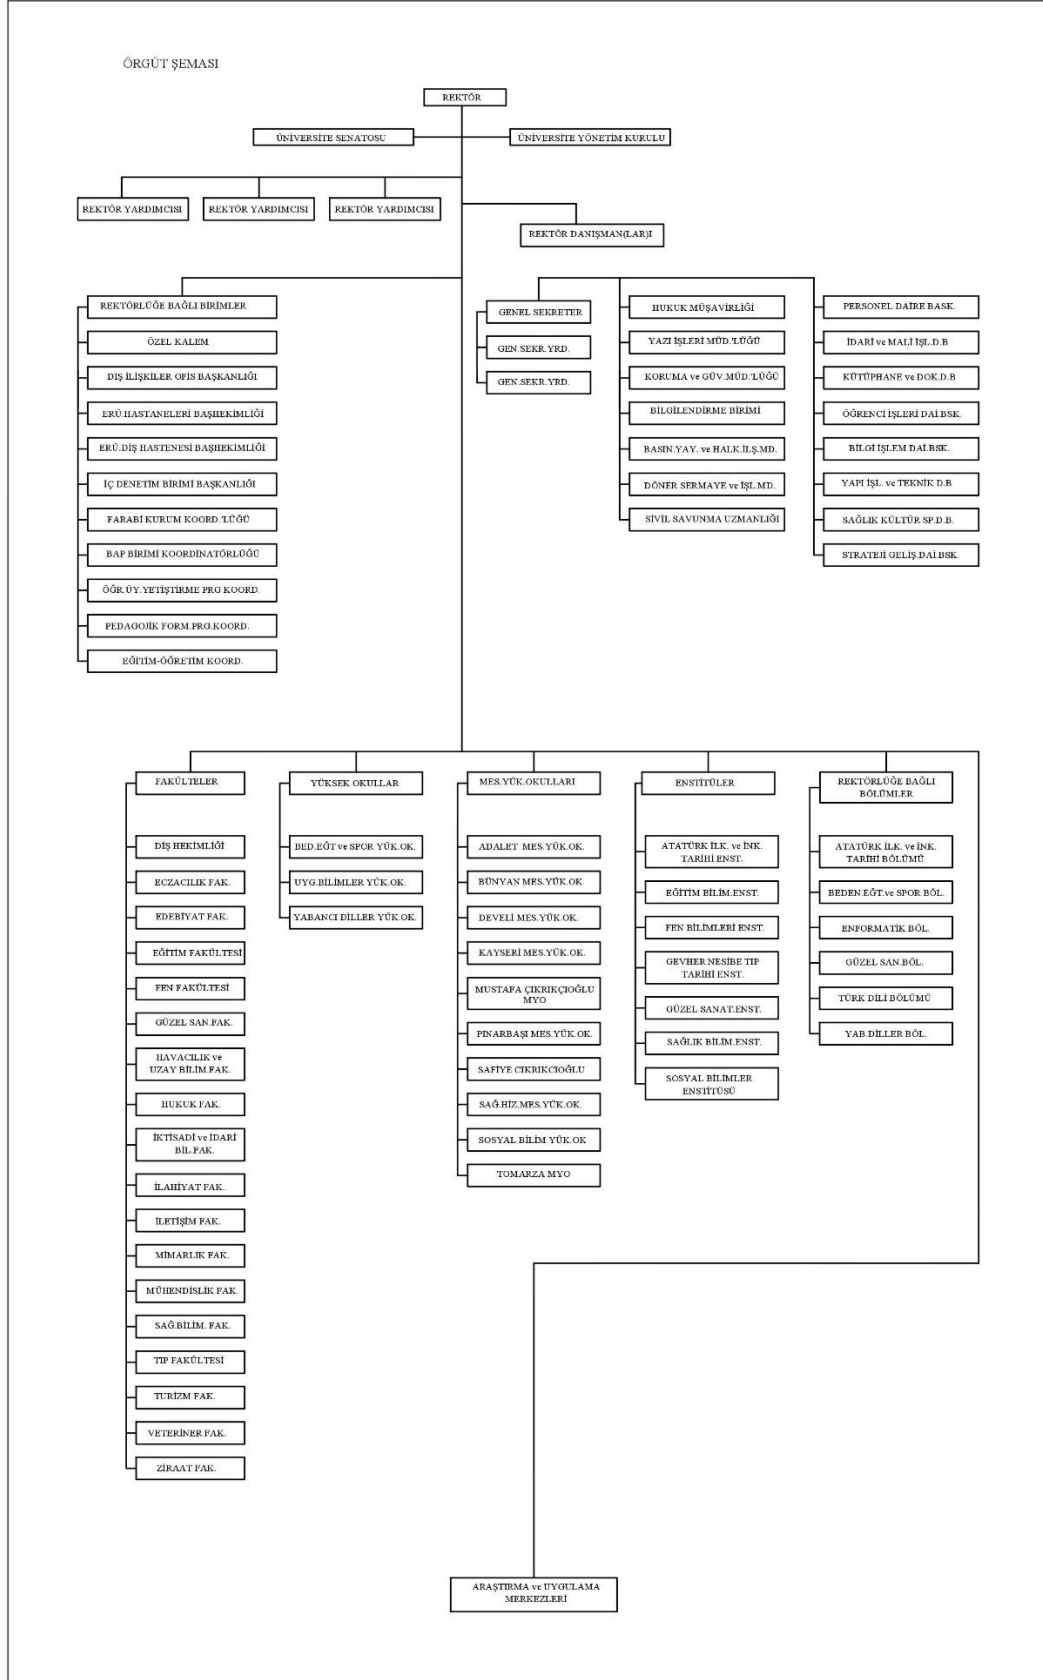 ÖRGÜT ŞEMASI
REKTÖR
ÜNİVERSİTE SENATOSU
ÜNİVERSİTE YÖNETİM KURULU
REKTÖR YARDIMCISI
REKTÖR YARDIMCISI
REKTÖR YARDIMCISI
REKTÖR DANIŞMAN(LAR)I
REKTÖRLÜĞE BAĞLI BİRİMLER
ÖZEL KALEM
DIŞ İLİŞKİLER OFİS BAŞKANLIĞI
ERÜ.HASTANELERİ BAŞHEKİMLİĞİ
ERÜ.DİŞ HASTENESİ BAŞHEKİMLİĞİ
İÇ DENETİM BİRİMİ BAŞKANLIĞI
FARABİ KURUM KOORD.'LÜĞÜ
BAP BİRİMİ KOORDİNATÖRLÜĞÜ
ÖĞR.ÜY.YETİŞTİRME PRG KOORD.
PEDAGOJİK FORM.PRG.KOORD.
EĞİTİM-ÖĞRETİM KOORD.
GENEL SEKRETER
GEN.SEKR.YRD.
GEN.SEKR.YRD.
HUKUK MÜŞAVİRLİĞİ
YAZI İŞLERİ MÜD.'LÜĞÜ
KORUMA ve GÜV.MÜD.'LÜĞÜ
BİLGİLENDİRME BİRİMİ
BASIN.YAY. ve HALK.İLŞ.MD.
DÖNER SERMAYE ve İŞL.MD.
SİVİL SAVUNMA UZMANLIĞI
PERSONEL DAİRE BASK.
İDARİ ve MALİ İŞL.D.B
KÜTÜPHANE ve DOK.D.B
ÖĞRENCİ İŞLERİ DAİ.BSK.
BİLGİ İŞLEM DAİ.BSK.
YAPI İŞL. ve TEKNİK D.B
SAĞLIK KÜLTÜR SP.D.B.
STRATEJİ GELİŞ.DAİ.BSK.
FAKÜLTELER
DİŞ HEKİMLİĞİ
ECZACILIK FAK.
EDEBİYAT FAK.
EĞİTİM FAKÜLTESİ
FEN FAKÜLTESİ
GÜZEL SAN.FAK.
HAVACILIK ve
UZAY BİLİM.FAK.
HUKUK FAK.
İKTİSADİ ve İDARİ
BİL.FAK.
İLAHİYAT FAK.
İLETİŞİM FAK.
MİMARLIK FAK.
MÜHENDİSLİK FAK.
SAĞ.BİLİM. FAK.
TIP FAKÜLTESİ
TURİZM FAK.
VETERİNER FAK.
ZİRAAT FAK.
YÜKSEK OKULLAR
BED.EĞT ve SPOR YÜK.OK.
UYG.BİLİMLER YÜK.OK.
YABANCI DİLLER YÜK.OK.
MES.YÜK.OKULLARI
ADALET MES.YÜK.OK.
BÜNYAN MES.YÜK.OK
DEVELİ MES.YÜK.OK.
KAYSERİ MES.YÜK.OK.
MUSTAFA ÇIKRIKÇIOĞLU
MYO
PINARBAŞI MES.YÜK.OK.
SAFİYE CIKRIKCIOĞLU
SAĞ.HİZ.MES.YÜK.OK.
SOSYAL BİLİM.YÜK.OK
TOMARZA MYO
ENSTİTÜLER
ATATÜRK İLK. ve İNK.
TARİHİ ENST.
EĞİTİM BİLİM.ENST.
FEN BİLİMLERİ ENST.
GEVHER NESİBE TIP
TARİHİ ENST.
GÜZEL SANAT.ENST.
SAĞLIK BİLİM.ENST.
SOSYAL BİLİMLER
ENSTİTÜSÜ
REKTÖRLÜĞE BAĞLI
BÖLÜMLER
ATATÜRK İLK. ve İNK.
TARİHİ BÖLÜMÜ
BEDEN.EĞT.ve SPOR BÖL.
ENFORMATİK BÖL.
GÜZEL SAN.BÖL.
TÜRK DİLİ BÖLÜMÜ
YAB.DİLLER BÖL.
ARAŞTIRMA ve UYGULAMA
MERKEZLERİ